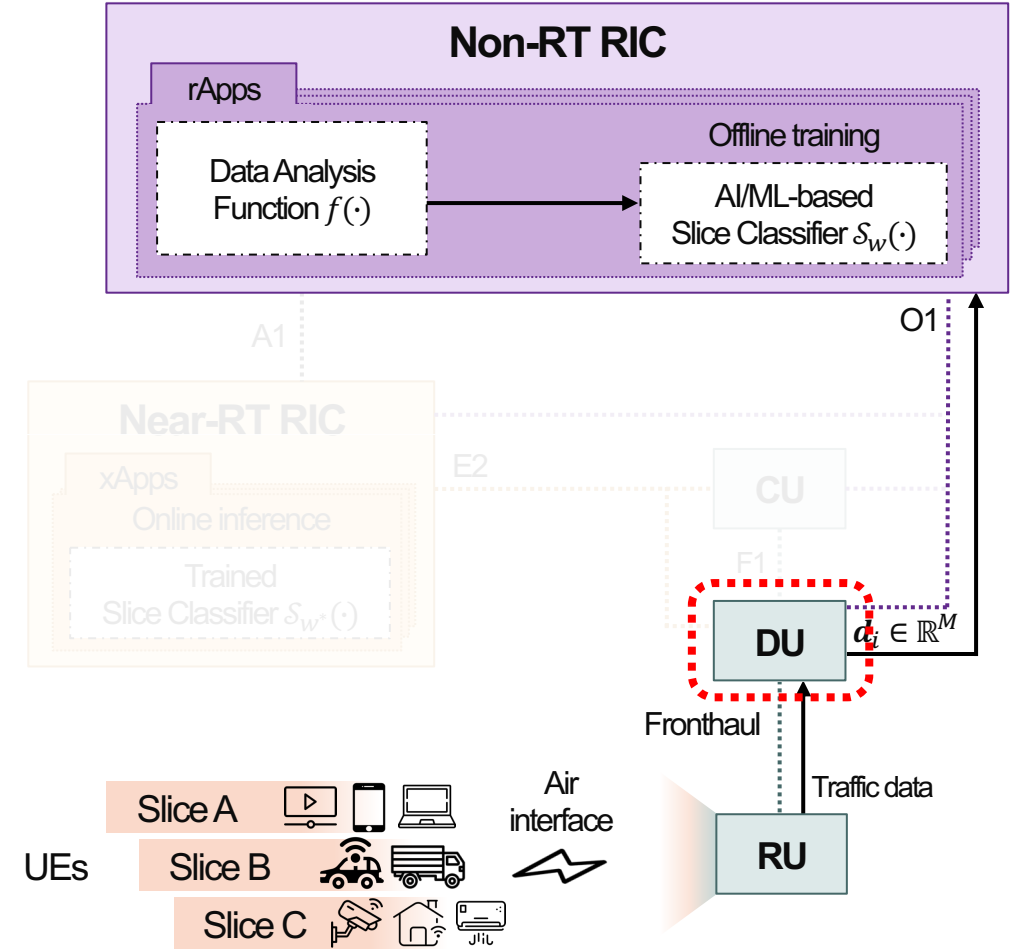 Non-RT RIC
rApps
Offline training
Data Analysis
Function f(·)
AI/ML-based
Slice Classifier 𝒮w(·)
A1
O1
Near-RT RIC
xApps
Online inference
Trained
Slice Classifier 𝒮w*(·)
E2
CU
F1
DU
dᵢ ∈ ℝᴹ
Fronthaul
Traffic data
RU
Air
interface
UEs
Slice A
Slice B
Slice C